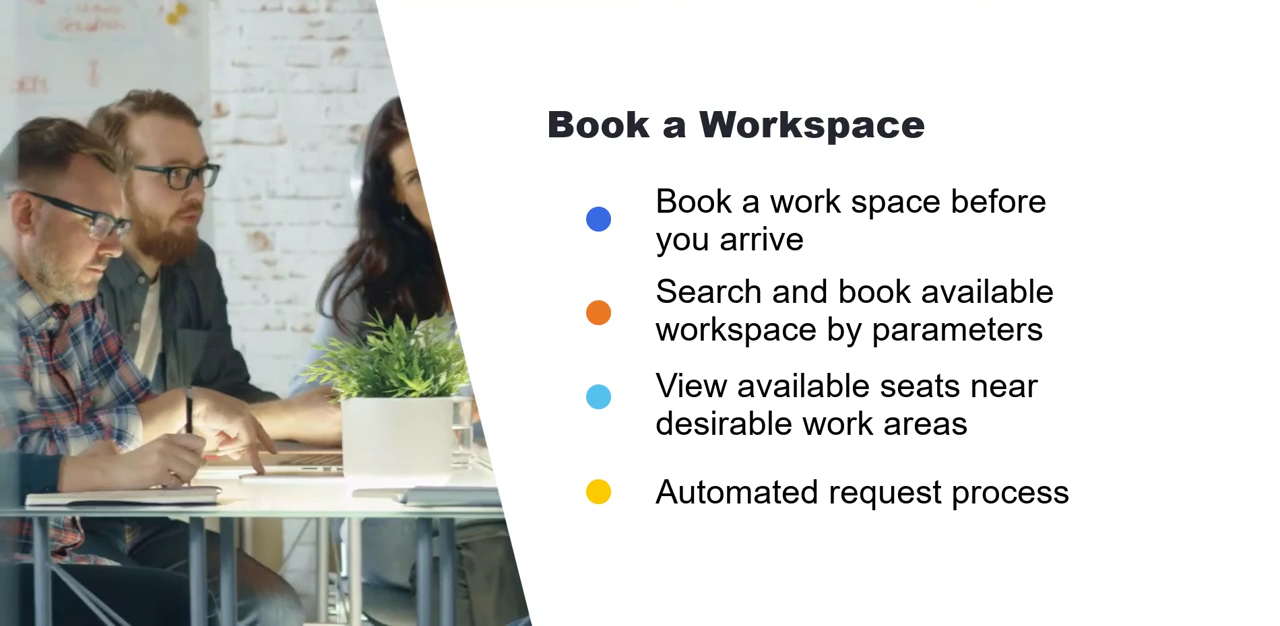 Book a Workspace
Book a work space before
you arrive
Search and book available
workspace by parameters
View available seats near
desirable work areas
Automated request process